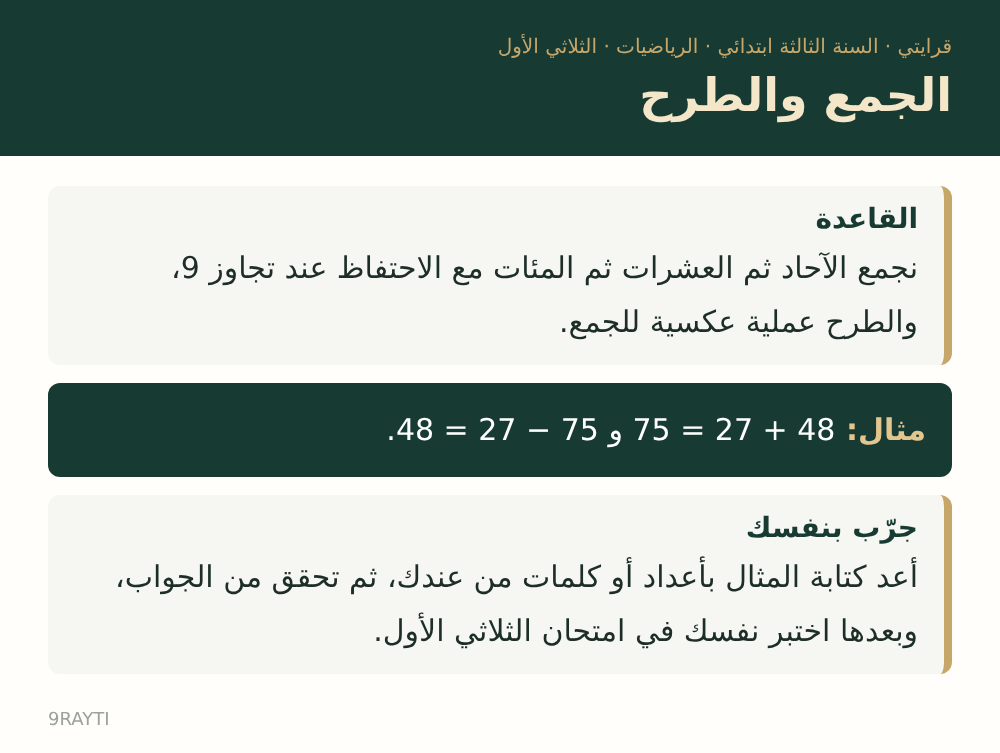 قرايتي · السنة الثالثة ابتدائي · الرياضيات · الثلاثي الأول
الجمع والطرح
القاعدة
نجمع الآحاد ثم العشرات ثم المئات مع الاحتفاظ عند تجاوز 9،
والطرح عملية عكسية للجمع.
مثال: 48 + 27 = 75 و 75 − 27 = 48.
جرّب بنفسك
أعد كتابة المثال بأعداد أو كلمات من عندك، ثم تحقق من الجواب،
وبعدها اختبر نفسك في امتحان الثلاثي الأول.
9RAYTI